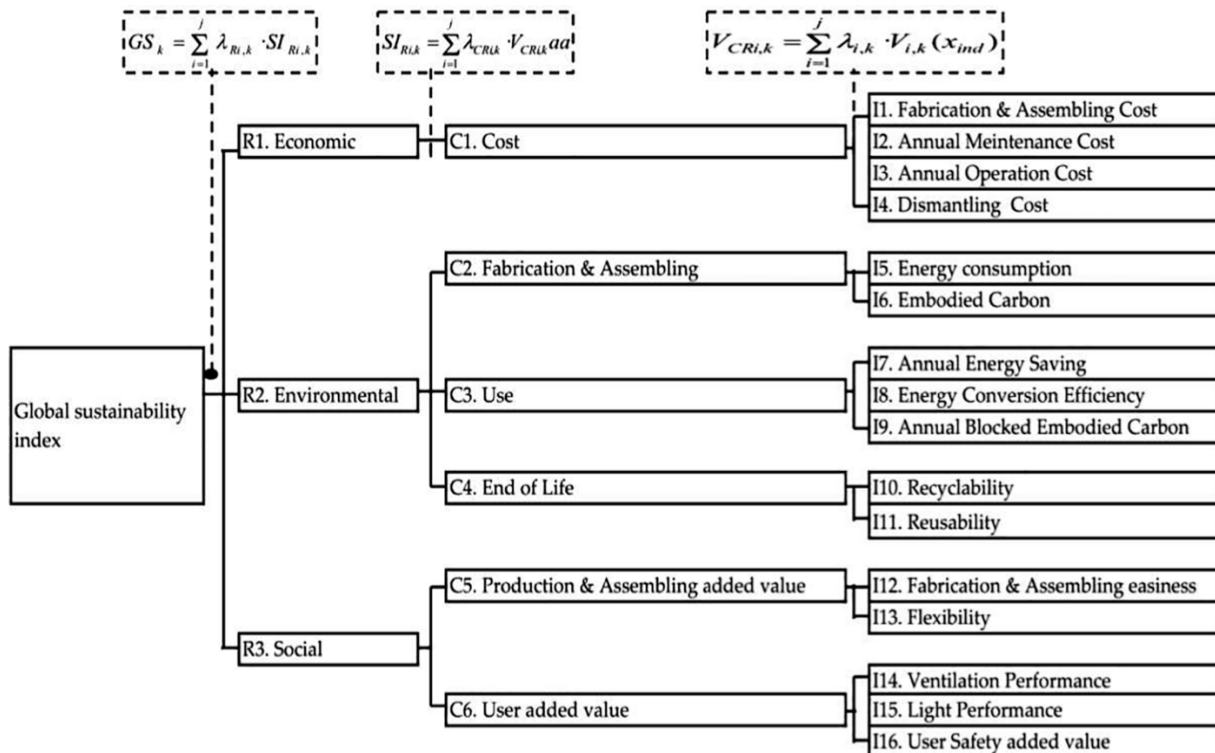 GS_k = \sum_{i=1}^{j} λ_{Ri,k} · SI_{Ri,k}
SI_{Ri,k} = \sum_{i=1}^{j} λ_{CRi,k} · V_{CRi,k} aa
V_{CRi,k} = \sum_{i=1}^{j} λ_{i,k} · V_{i,k} (x_{ind})
Global sustainability
index
R1. Economic
C1. Cost
I1. Fabrication & Assembling Cost
I2. Annual Meintenance Cost
I3. Annual Operation Cost
I4. Dismantling Cost
R2. Environmental
C2. Fabrication & Assembling
I5. Energy consumption
I6. Embodied Carbon
C3. Use
I7. Annual Energy Saving
I8. Energy Conversion Efficiency
I9. Annual Blocked Embodied Carbon
C4. End of Life
I10. Recyclability
I11. Reusability
R3. Social
C5. Production & Assembling added value
I12. Fabrication & Assembling easiness
I13. Flexibility
C6. User added value
I14. Ventilation Performance
I15. Light Performance
I16. User Safety added value